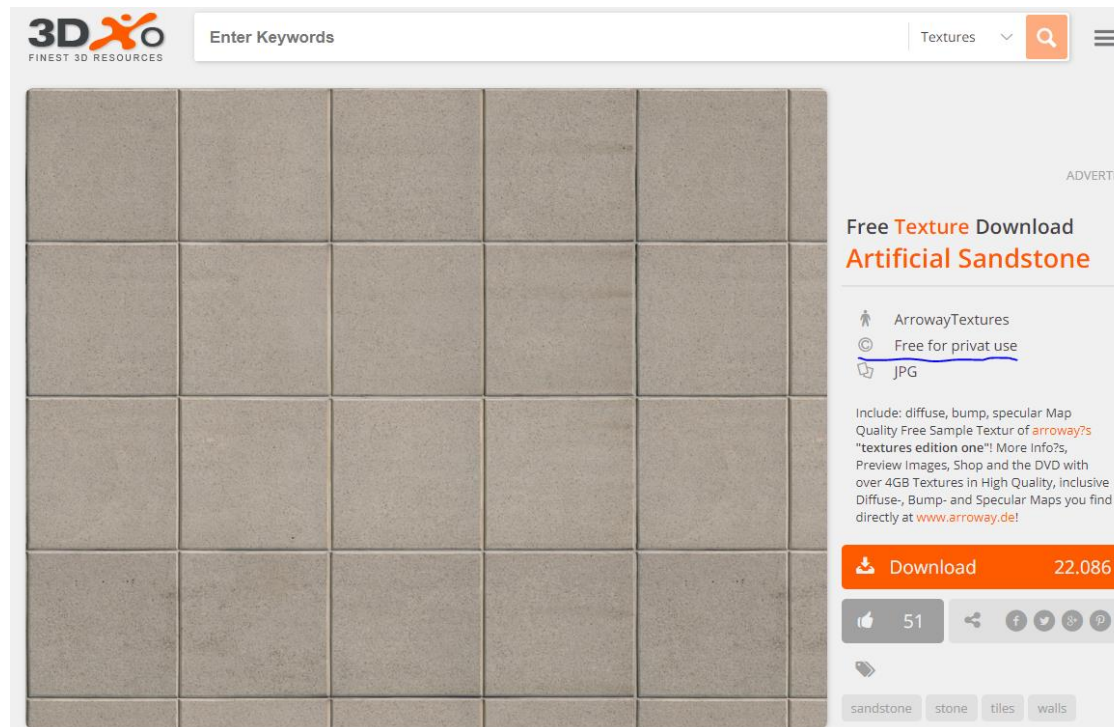 3DXo
FINEST 3D RESOURCES
Enter Keywords
Textures
ADVERT
Free Texture Download
Artificial Sandstone
ArrowayTextures
© Free for privat use
JPG
Include: diffuse, bump, specular Map
Quality Free Sample Textur of arroway?s
"textures edition one"! More Info?s,
Preview Images, Shop and the DVD with
over 4GB Textures in High Quality, inclusive
Diffuse-, Bump- and Specular Maps you find
directly at www.arroway.de!
Download 22.086
51
sandstone stone tiles walls